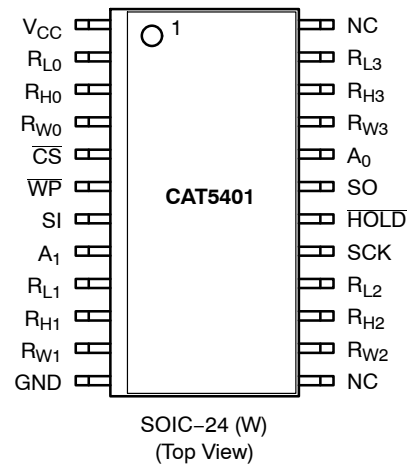 VCC 1 NC
RL0 RL3
RH0 RH3
RW0 RW3
CS A0
WP SO
CAT5401
SI HOLD
A1 SCK
RL1 RL2
RH1 RH2
RW1 RW2
GND NC
SOIC−24 (W)
(Top View)